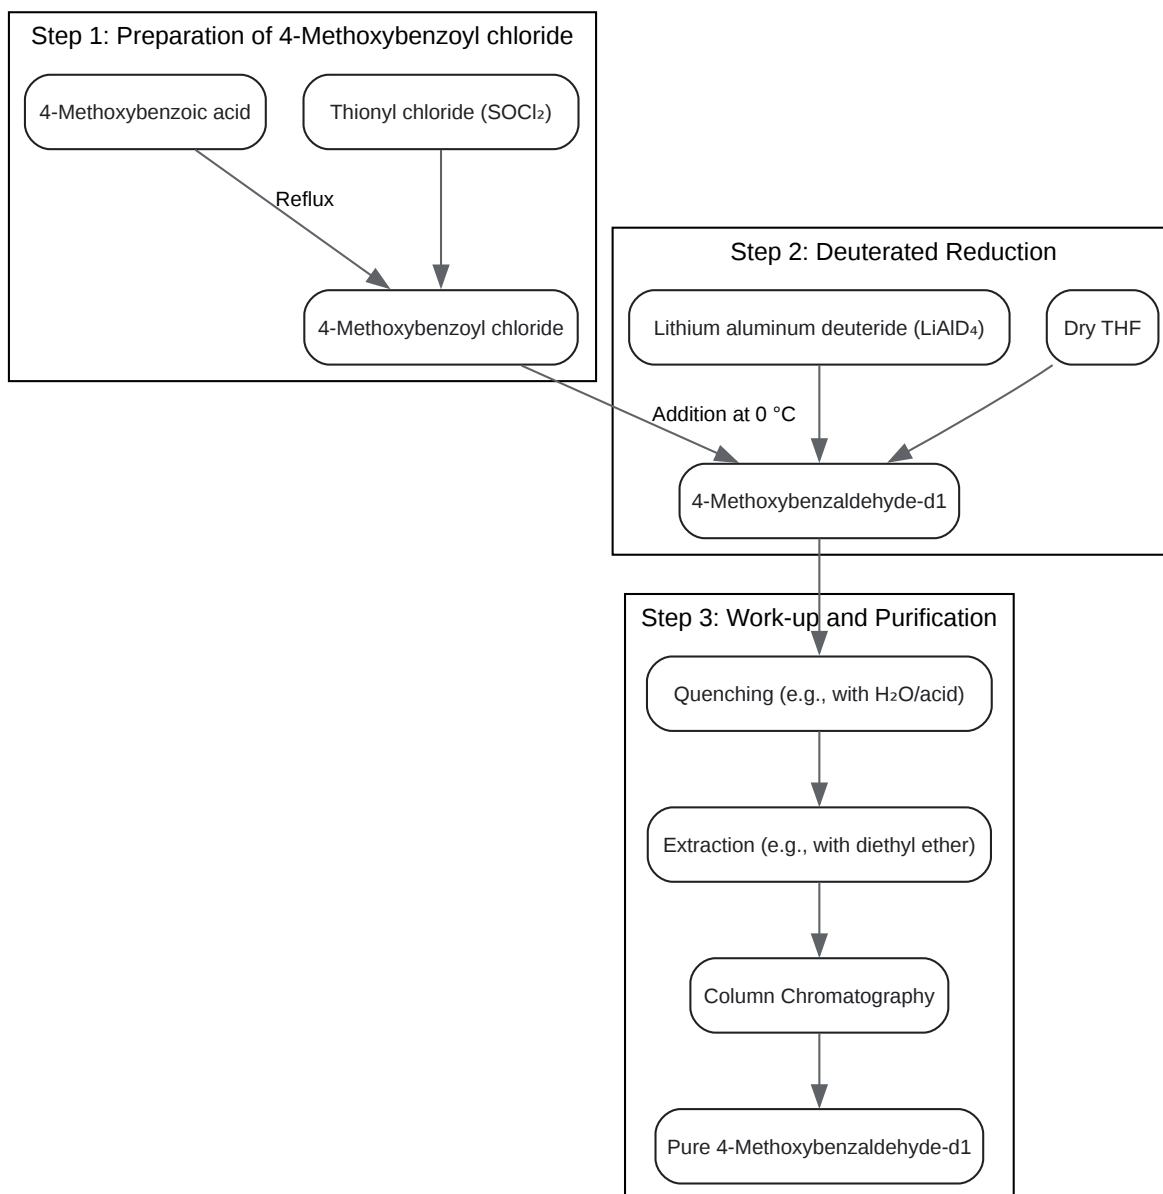 Step 1: Preparation of 4-Methoxybenzoyl chloride
4-Methoxybenzoic acid
Thionyl chloride (SOCl₂)
Reflux
4-Methoxybenzoyl chloride
Step 2: Deuterated Reduction
Lithium aluminum deuteride (LiAlD₄)
Dry THF
Addition at 0 °C
4-Methoxybenzaldehyde-d1
Step 3: Work-up and Purification
Quenching (e.g., with H₂O/acid)
Extraction (e.g., with diethyl ether)
Column Chromatography
Pure 4-Methoxybenzaldehyde-d1